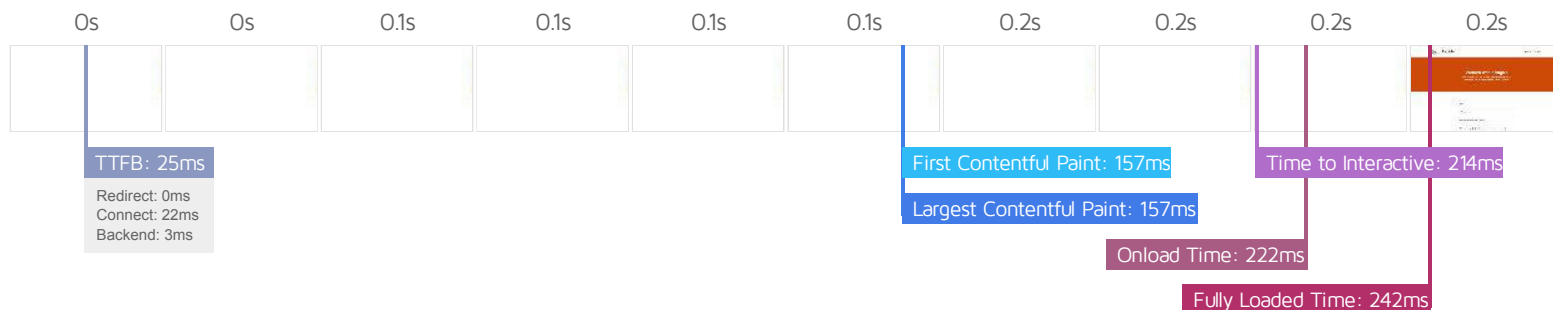 0s 0s 0.1s 0.1s 0.1s 0.1s 0.2s 0.2s 0.2s 0.2s
TTFB: 25ms
Redirect: 0ms
Connect: 22ms
Backend: 3ms
First Contentful Paint: 157ms
Time to Interactive: 214ms
Largest Contentful Paint: 157ms
Onload Time: 222ms
Fully Loaded Time: 242ms